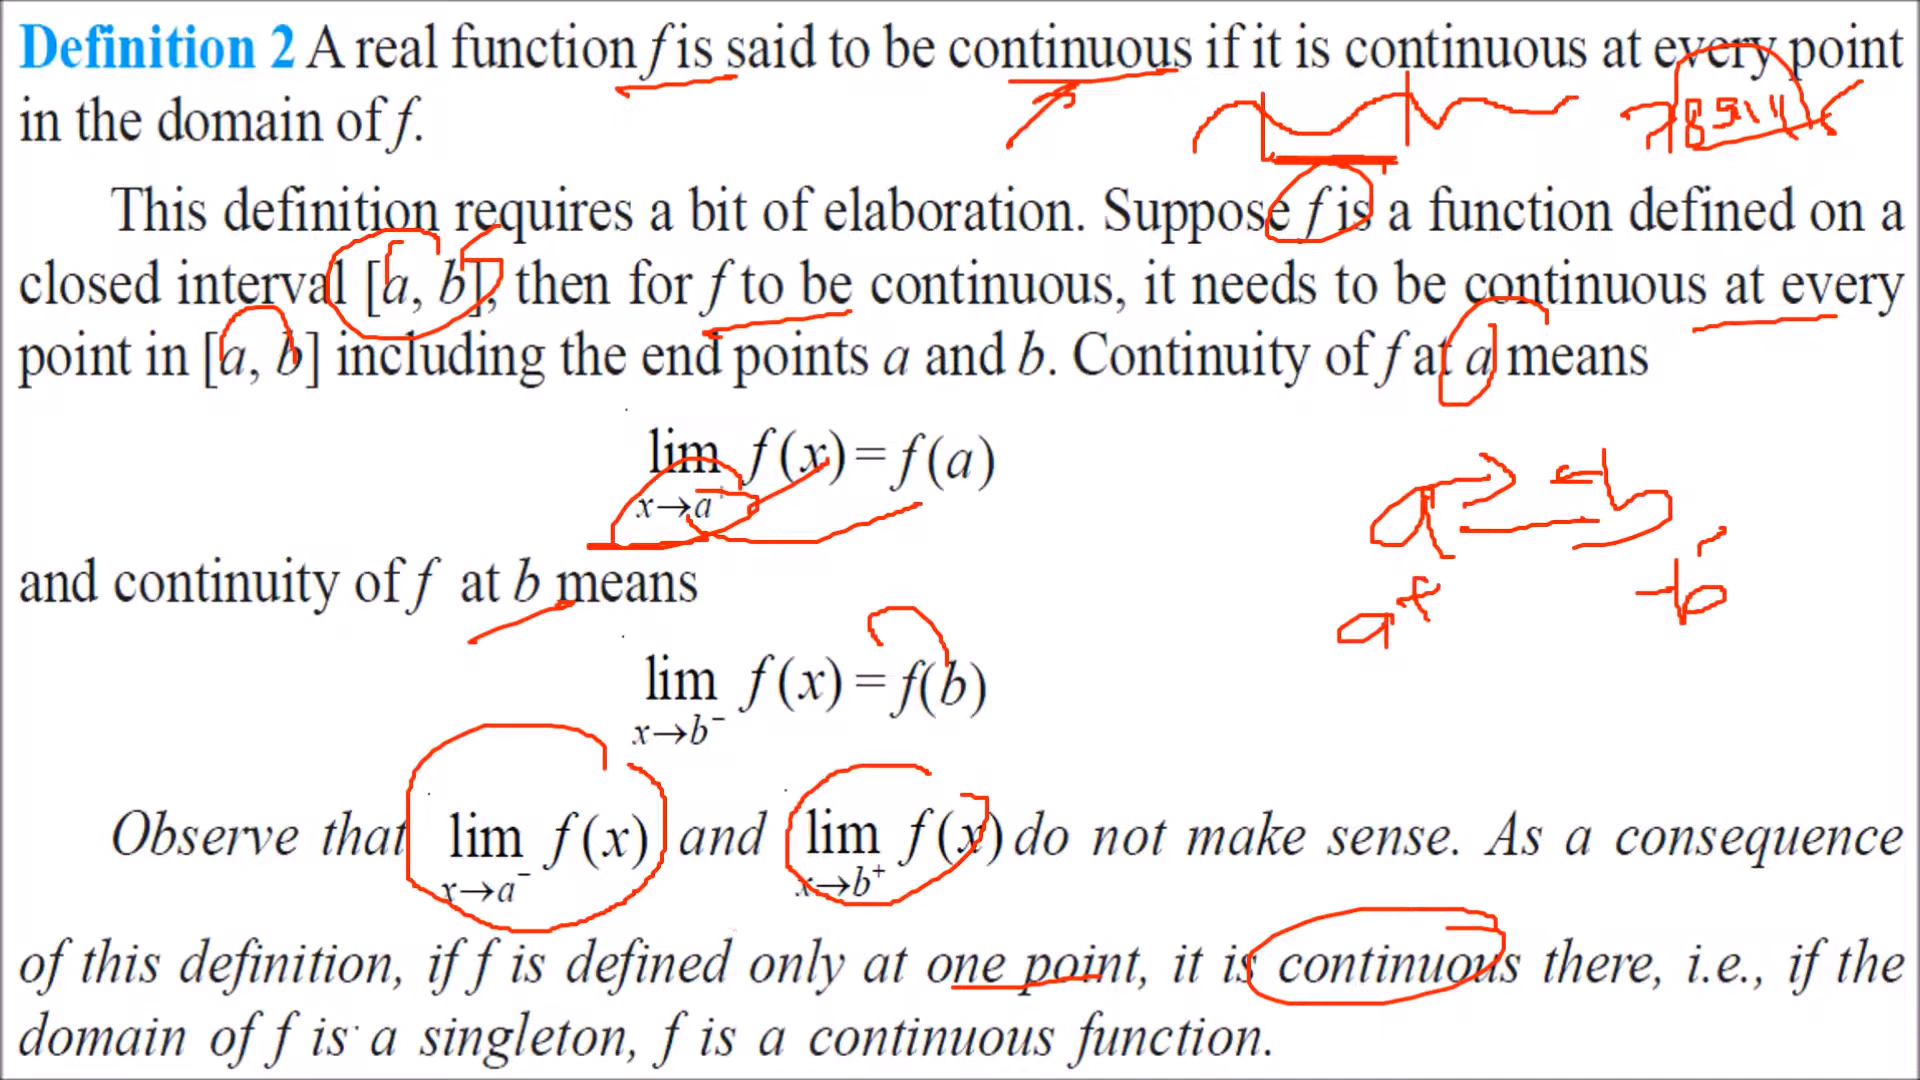 Definition 2 A real function f is said to be continuous if it is continuous at every point
in the domain of f.
This definition requires a bit of elaboration. Suppose f is a function defined on a
closed interval [a, b], then for f to be continuous, it needs to be continuous at every
point in [a, b] including the end points a and b. Continuity of f at a means
lim x→a⁺ f(x) = f(a)
a b
and continuity of f at b means
a⁺ b⁻
lim x→b⁻ f(x) = f(b)
Observe that lim x→a⁻ f(x) and lim x→b⁺ f(x) do not make sense. As a consequence
of this definition, if f is defined only at one point, it is continuous there, i.e., if the
domain of f is a singleton, f is a continuous function.